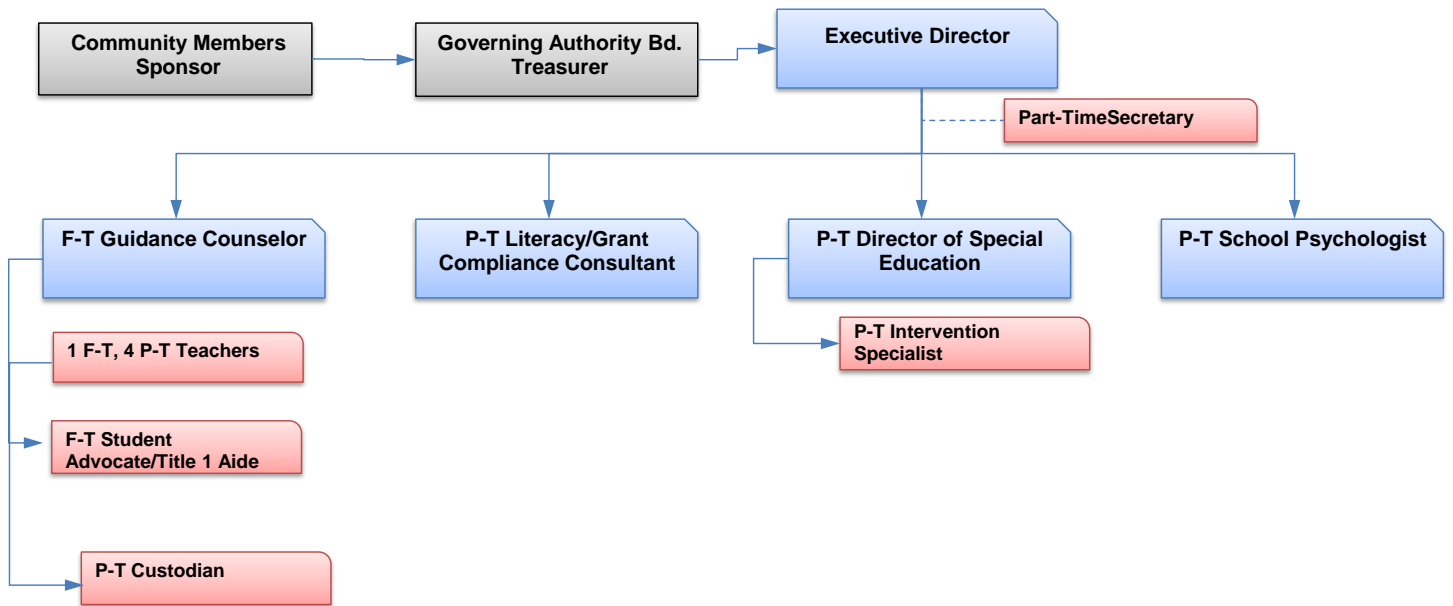 Community Members
Sponsor
Governing Authority Bd.
Treasurer
Executive Director
Part-TimeSecretary
F-T Guidance Counselor
P-T Literacy/Grant
Compliance Consultant
P-T Director of Special
Education
P-T School Psychologist
1 F-T, 4 P-T Teachers
P-T Intervention
Specialist
F-T Student
Advocate/Title 1 Aide
P-T Custodian